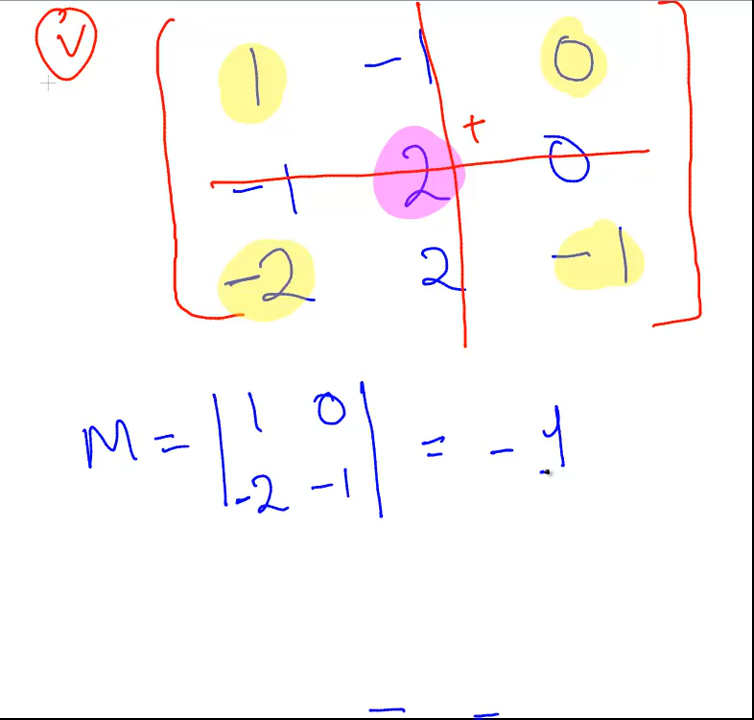 V
1 -1 0
+
-1 2 0
-2 2 -1
M = | 1 0 | = - 1
| -2 -1 |